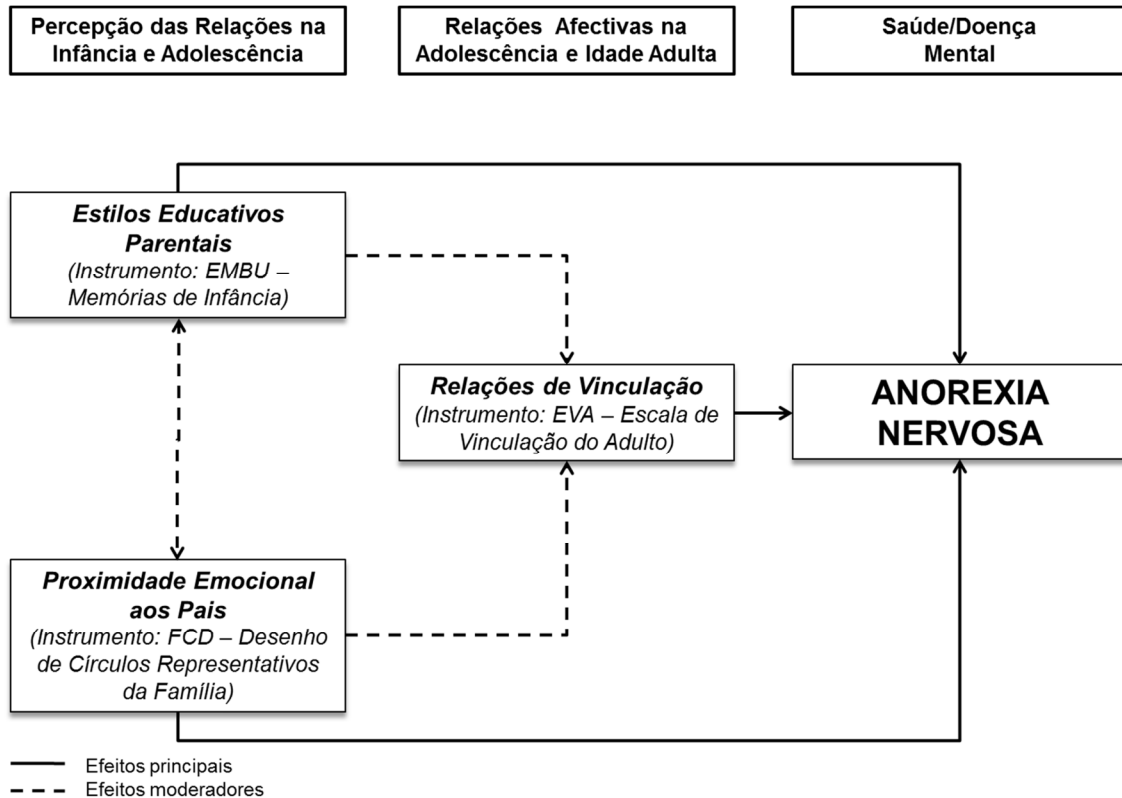 Percepção das Relações na
Infância e Adolescência
Relações Afectivas na
Adolescência e Idade Adulta
Saúde/Doença
Mental
Estilos Educativos
Parentais
(Instrumento: EMBU –
Memórias de Infância)
Relações de Vinculação
(Instrumento: EVA – Escala de
Vinculação do Adulto)
ANOREXIA
NERVOSA
Proximidade Emocional
aos Pais
(Instrumento: FCD – Desenho
de Círculos Representativos
da Família)
Efeitos principais
Efeitos moderadores